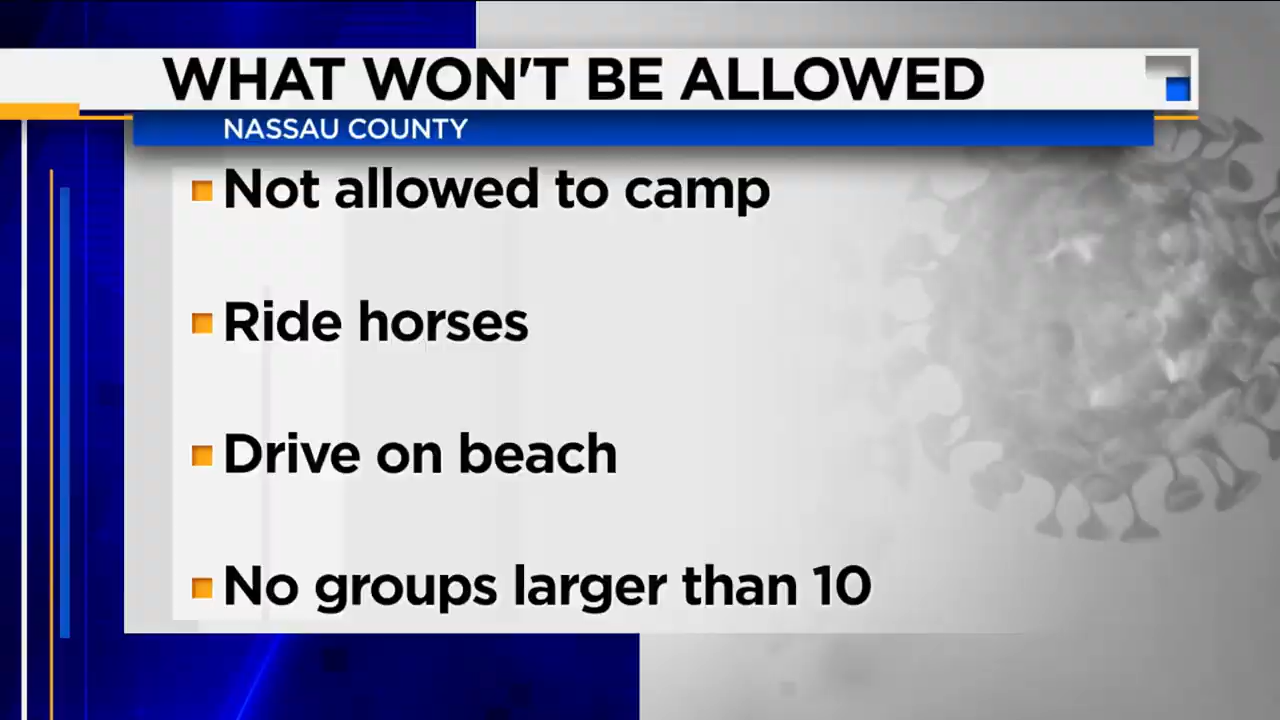 WHAT WON'T BE ALLOWED
NASSAU COUNTY
Not allowed to camp
Ride horses
Drive on beach
No groups larger than 10